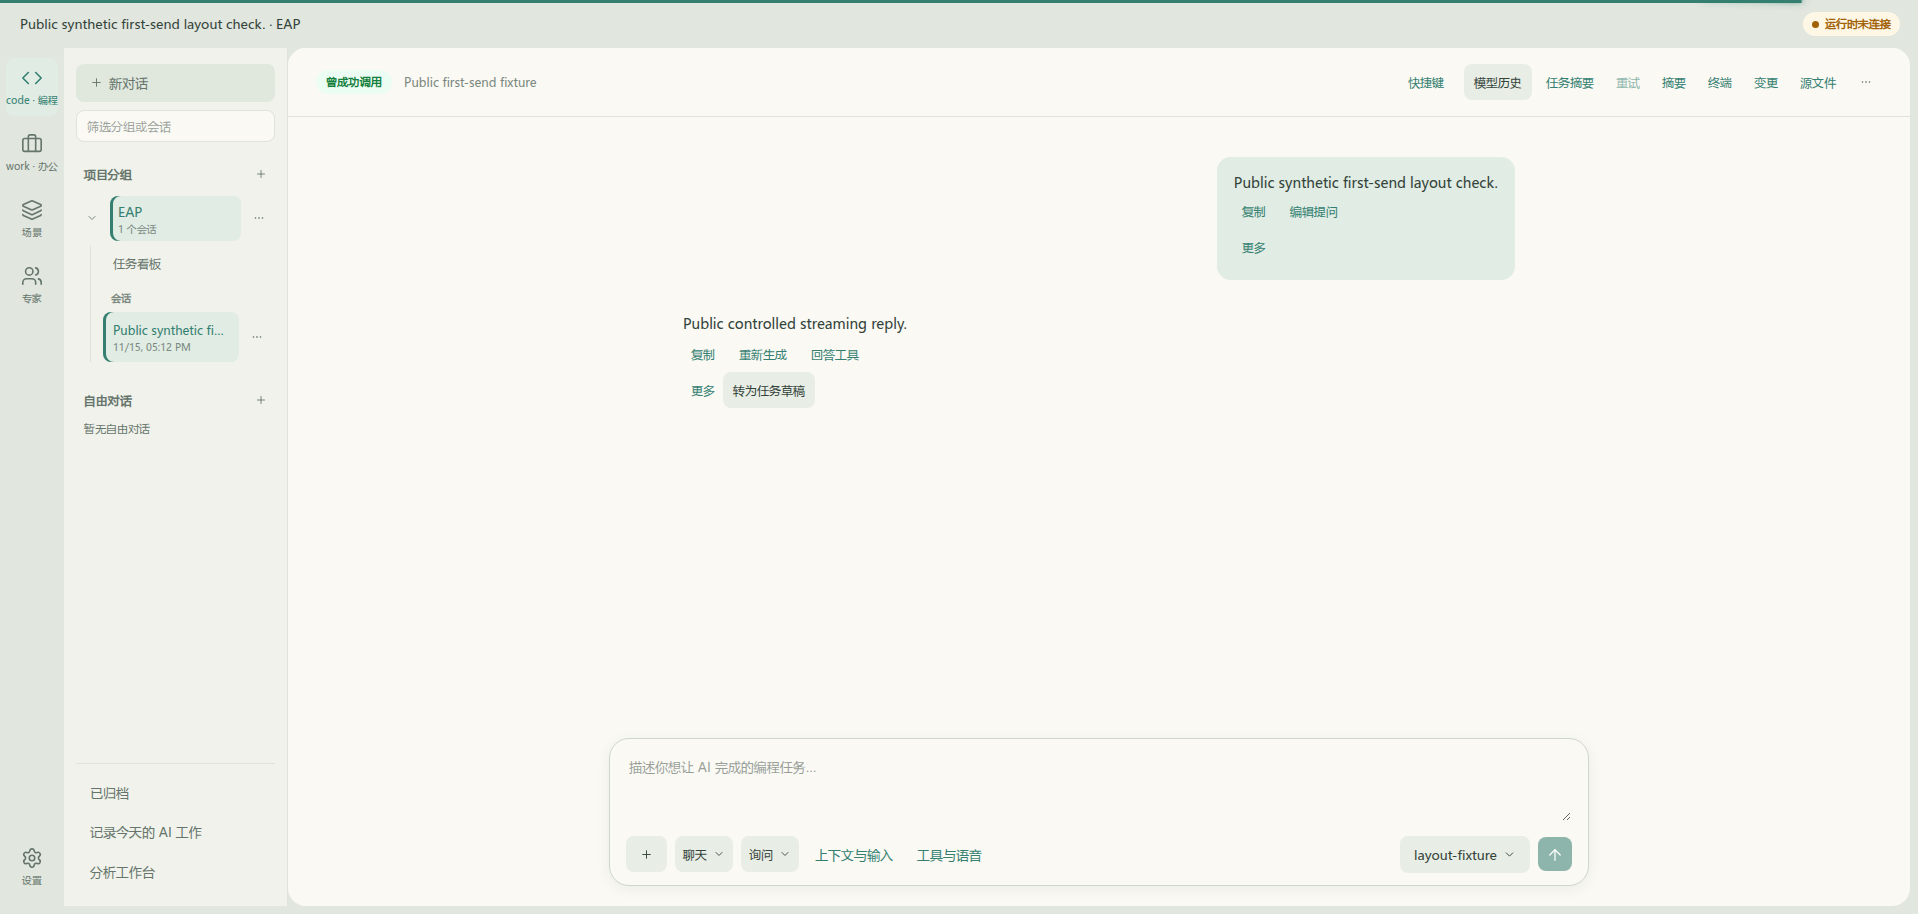 Public synthetic first-send layout check. · EAP
运行时未连接
code · 编程
work · 办公
场景
专家
设置
新对话
筛选分组或会话
项目分组
EAP
1 个会话
任务看板
会话
Public synthetic fi...
11/15, 05:12 PM
自由对话
暂无自由对话
已归档
记录今天的 AI 工作
分析工作台
曾成功调用 Public first-send fixture
快捷键 模型历史 任务摘要 重试 摘要 终端 变更 源文件 ···
Public synthetic first-send layout check.
复制 编辑提问
更多
Public controlled streaming reply.
复制 重新生成 回答工具
更多 转为任务草稿
描述你想让 AI 完成的编程任务...
+ 聊天 询问 上下文与输入 工具与语音 layout-fixture